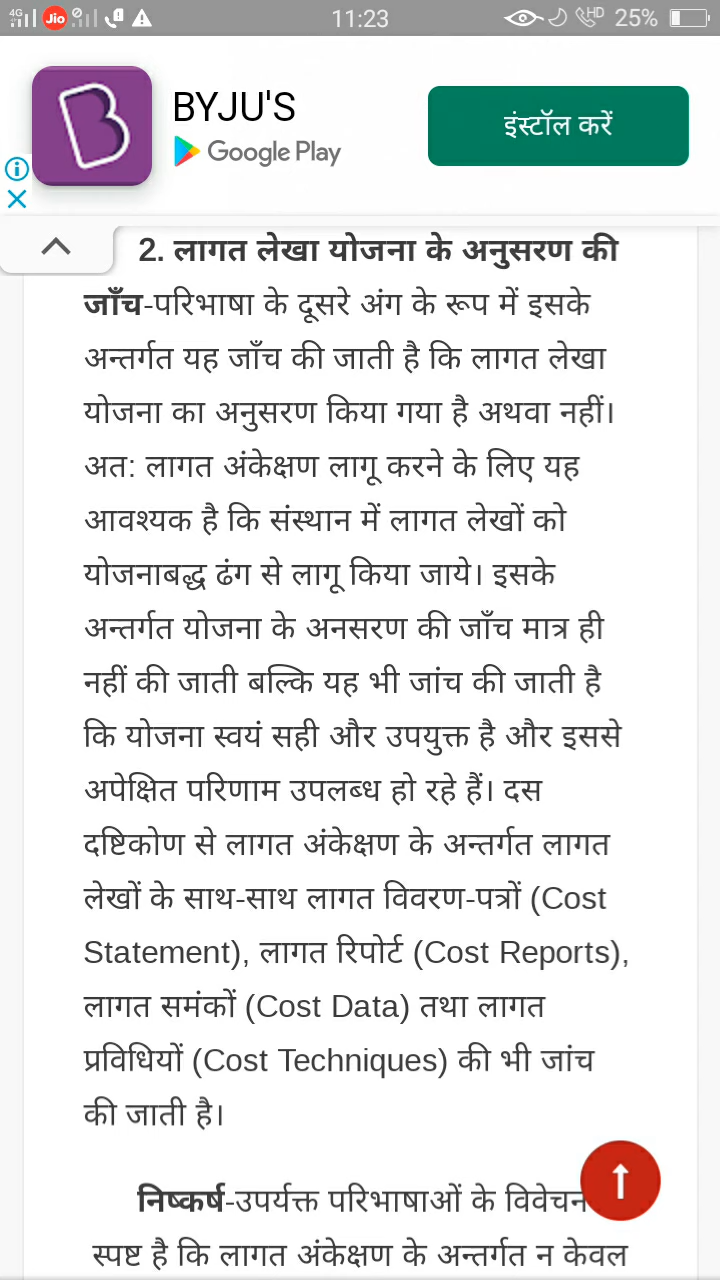 4G Jio 11:23 HD 25%
BYJU'S
Google Play
इंस्टॉल करें
2. लागत लेखा योजना के अनुसरण की
जाँच-परिभाषा के दूसरे अंग के रूप में इसके
अन्तर्गत यह जाँच की जाती है कि लागत लेखा
योजना का अनुसरण किया गया है अथवा नहीं।
अत: लागत अंकेक्षण लागू करने के लिए यह
आवश्यक है कि संस्थान में लागत लेखों को
योजनाबद्ध ढंग से लागू किया जाये। इसके
अन्तर्गत योजना के अनसरण की जाँच मात्र ही
नहीं की जाती बल्कि यह भी जांच की जाती है
कि योजना स्वयं सही और उपयुक्त है और इससे
अपेक्षित परिणाम उपलब्ध हो रहे हैं। दस
दष्टिकोण से लागत अंकेक्षण के अन्तर्गत लागत
लेखों के साथ-साथ लागत विवरण-पत्रों (Cost
Statement), लागत रिपोर्ट (Cost Reports),
लागत समंकों (Cost Data) तथा लागत
प्रविधियों (Cost Techniques) की भी जांच
की जाती है।
निष्कर्ष-उपर्यक्त परिभाषाओं के विवेचन
स्पष्ट है कि लागत अंकेक्षण के अन्तर्गत न केवल